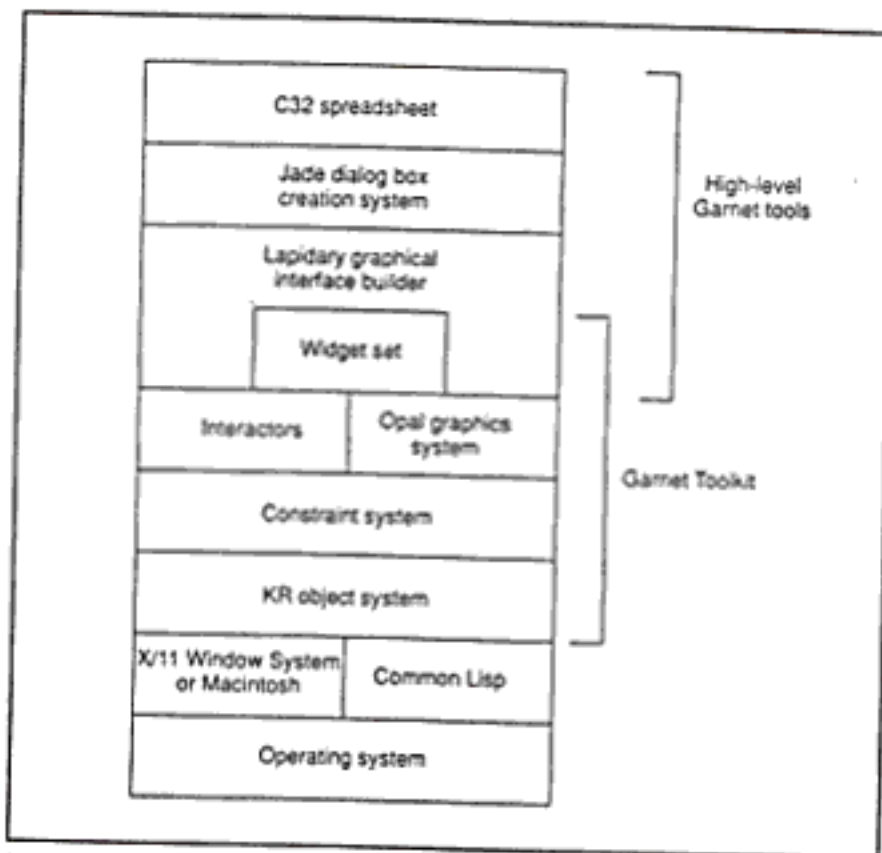 C32 spreadsheet
Jade dialog box
creation system
High-level
Garnet tools
Lapidary graphical
interface builder
Widget set
Interactors
Opal graphics
system
Garnet Toolkit
Constraint system
KR object system
X/11 Window System
or Macintosh
Common Lisp
Operating system